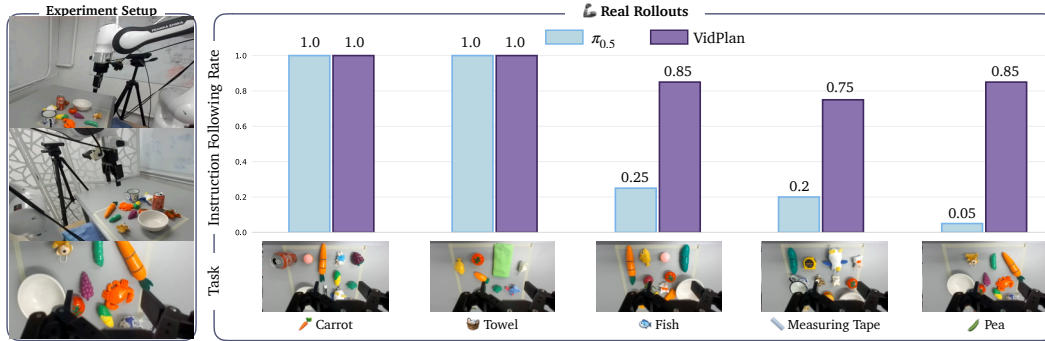 Experiment Setup
Real Rollouts
π0.5
VidPlan
Instruction Following Rate
1.0
0.8
0.6
0.4
0.2
0.0
1.0 1.0
1.0 1.0
0.25 0.85
0.2 0.75
0.05 0.85
Task
Carrot
Towel
Fish
Measuring Tape
Pea